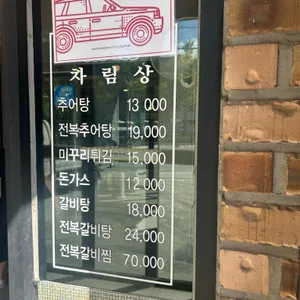 차림상
추어탕 13 000
전복추어탕 19,000
미꾸리튀김 15,000
돈가스 12 000
갈비탕 18,000
전복갈비탕 24,000
전복갈비찜 70.000